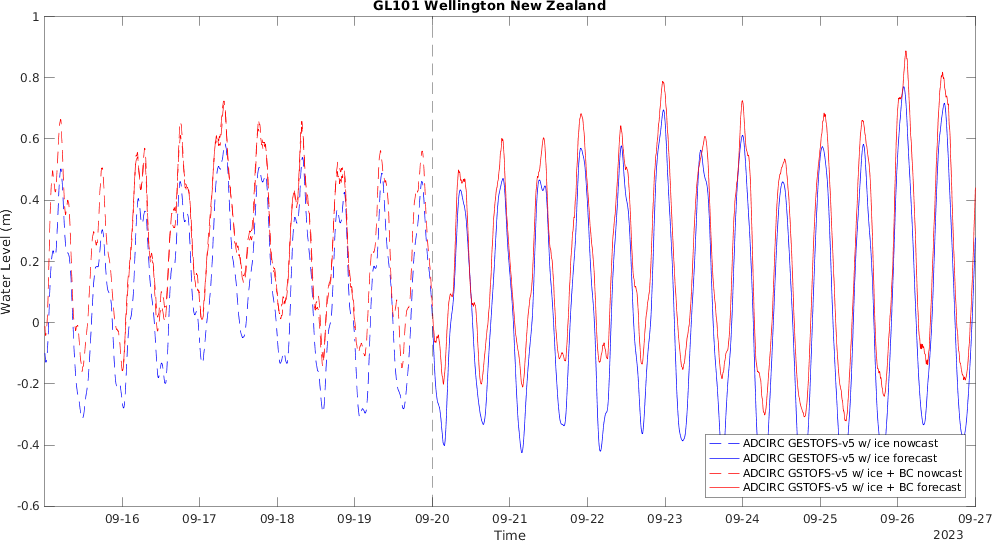 GL101 Wellington New Zealand
1
0.8
0.6
0.4
0.2
0
-0.2
-0.4
-0.6
Water Level (m)
ADCIRC GESTOFS-v5 w/ ice nowcast
ADCIRC GESTOFS-v5 w/ ice forecast
ADCIRC GSTOFS-v5 w/ ice + BC nowcast
ADCIRC GSTOFS-v5 w/ ice + BC forecast
09-16 09-17 09-18 09-19 09-20 09-21 09-22 09-23 09-24 09-25 09-26 09-27
Time
2023